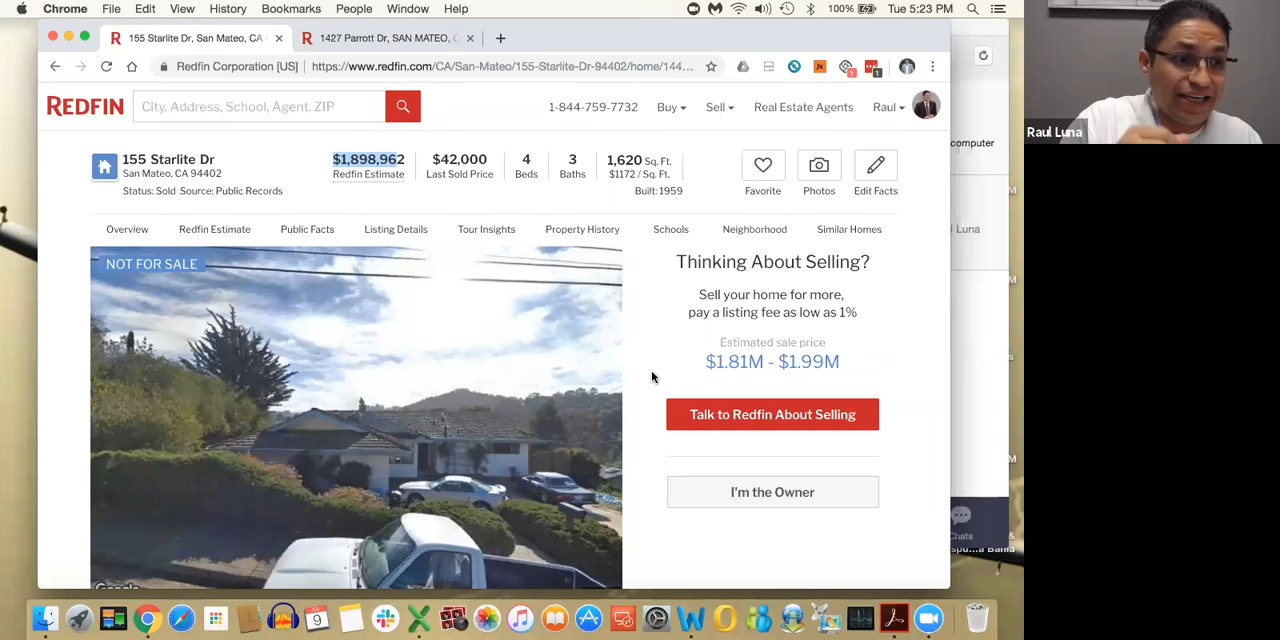 Chrome File Edit View History Bookmarks People Window Help 100% Tue 5:23 PM
R 155 Starlite Dr, San Mateo, CA R 1427 Parrott Dr, SAN MATEO,
Redfin Corporation [US] https://www.redfin.com/CA/San-Mateo/155-Starlite-Dr-94402/home/144...
REDFIN City, Address, School, Agent, ZIP 1-844-759-7732 Buy Sell Real Estate Agents Raul
155 Starlite Dr $1,898,962 $42,000 4 3 1,620 Sq. Ft.
San Mateo, CA 94402 Redfin Estimate Last Sold Price Beds Baths $1172 / Sq. Ft.
Status: Sold Source: Public Records Built: 1959 Favorite Photos Edit Facts
Overview Redfin Estimate Public Facts Listing Details Tour Insights Property History Schools Neighborhood Similar Homes
NOT FOR SALE
Thinking About Selling?
Sell your home for more,
pay a listing fee as low as 1%
Estimated sale price
$1.81M - $1.99M
Talk to Redfin About Selling
I'm the Owner
Google
computer
Luna
Chats
Raul Luna
9